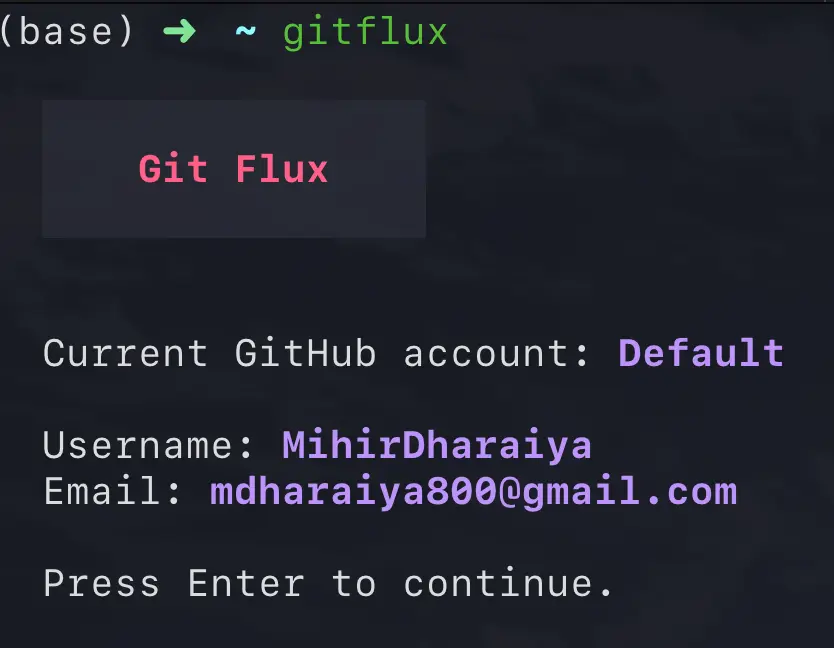 (base) ➜ ~ gitflux
Git Flux
Current GitHub account: Default
Username: MihirDharaiya
Email: mdharaiya800@gmail.com
Press Enter to continue.